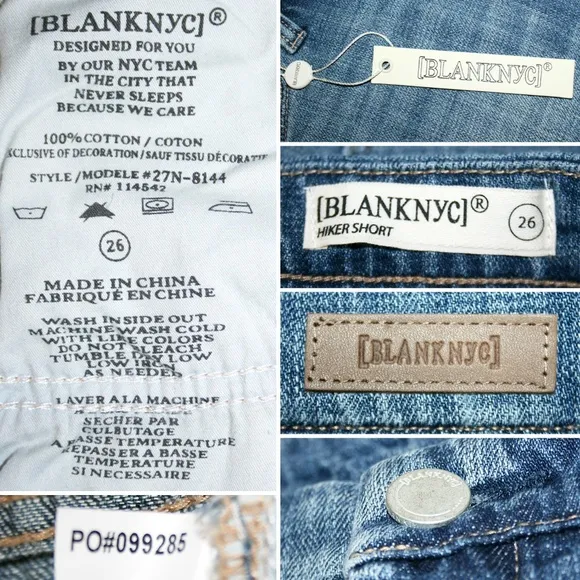 [BLANKNYC]®
DESIGNED FOR YOU
BY OUR NYC TEAM
IN THE CITY THAT
NEVER SLEEPS
BECAUSE WE CARE
100% COTTON / COTON
XCLUSIVE OF DECORATION/SAUF TISSU DÉCORATIF
STYLE / MODELE #27N-8144
RN# 114542
26
MADE IN CHINA
FABRIQUÉ EN CHINE
WASH INSIDE OUT
MACHINE WASH COLD
WITH LIKE COLORS
DO NOT BLEACH
TUMBLE DRY LOW
AS NEEDED
LAVER A LA MACHINE
SECHER PAR
CULBUTAGE
A BASSE TEMPERATURE
REPASSER A BASSE
TEMPERATURE
SI NECESSAIRE
PO#099285
[BLANKNYC]®
[BLANKNYC]®
HIKER SHORT
26
[BLANKNYC]
BLANKNYC